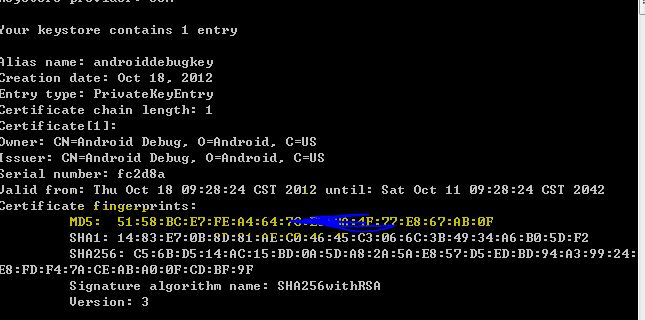 Your keystore contains 1 entry
Alias name: androiddebugkey
Creation date: Oct 18, 2012
Entry type: PrivateKeyEntry
Certificate chain length: 1
Certificate[1]:
Owner: CN=Android Debug, O=Android, C=US
Issuer: CN=Android Debug, O=Android, C=US
Serial number: fc2d8a
Valid from: Thu Oct 18 09:28:24 CST 2012 until: Sat Oct 11 09:28:24 CST 2042
Certificate fingerprints:
MD5: 51:58:BC:E7:FE:A4:64: :77:E8:67:AB:0F
SHA1: 14:83:E7:0B:8D:81:AE:C0:46:45:C3:06:6C:3B:49:34:A6:B0:5D:F2
SHA256: C5:6B:D5:14:AC:15:BD:0A:5D:A8:2A:5A:E8:57:D5:ED:BD:94:A3:99:24:
E8:FD:F4:7A:CE:AB:A0:0F:CD:BF:9F
Signature algorithm name: SHA256withRSA
Version: 3